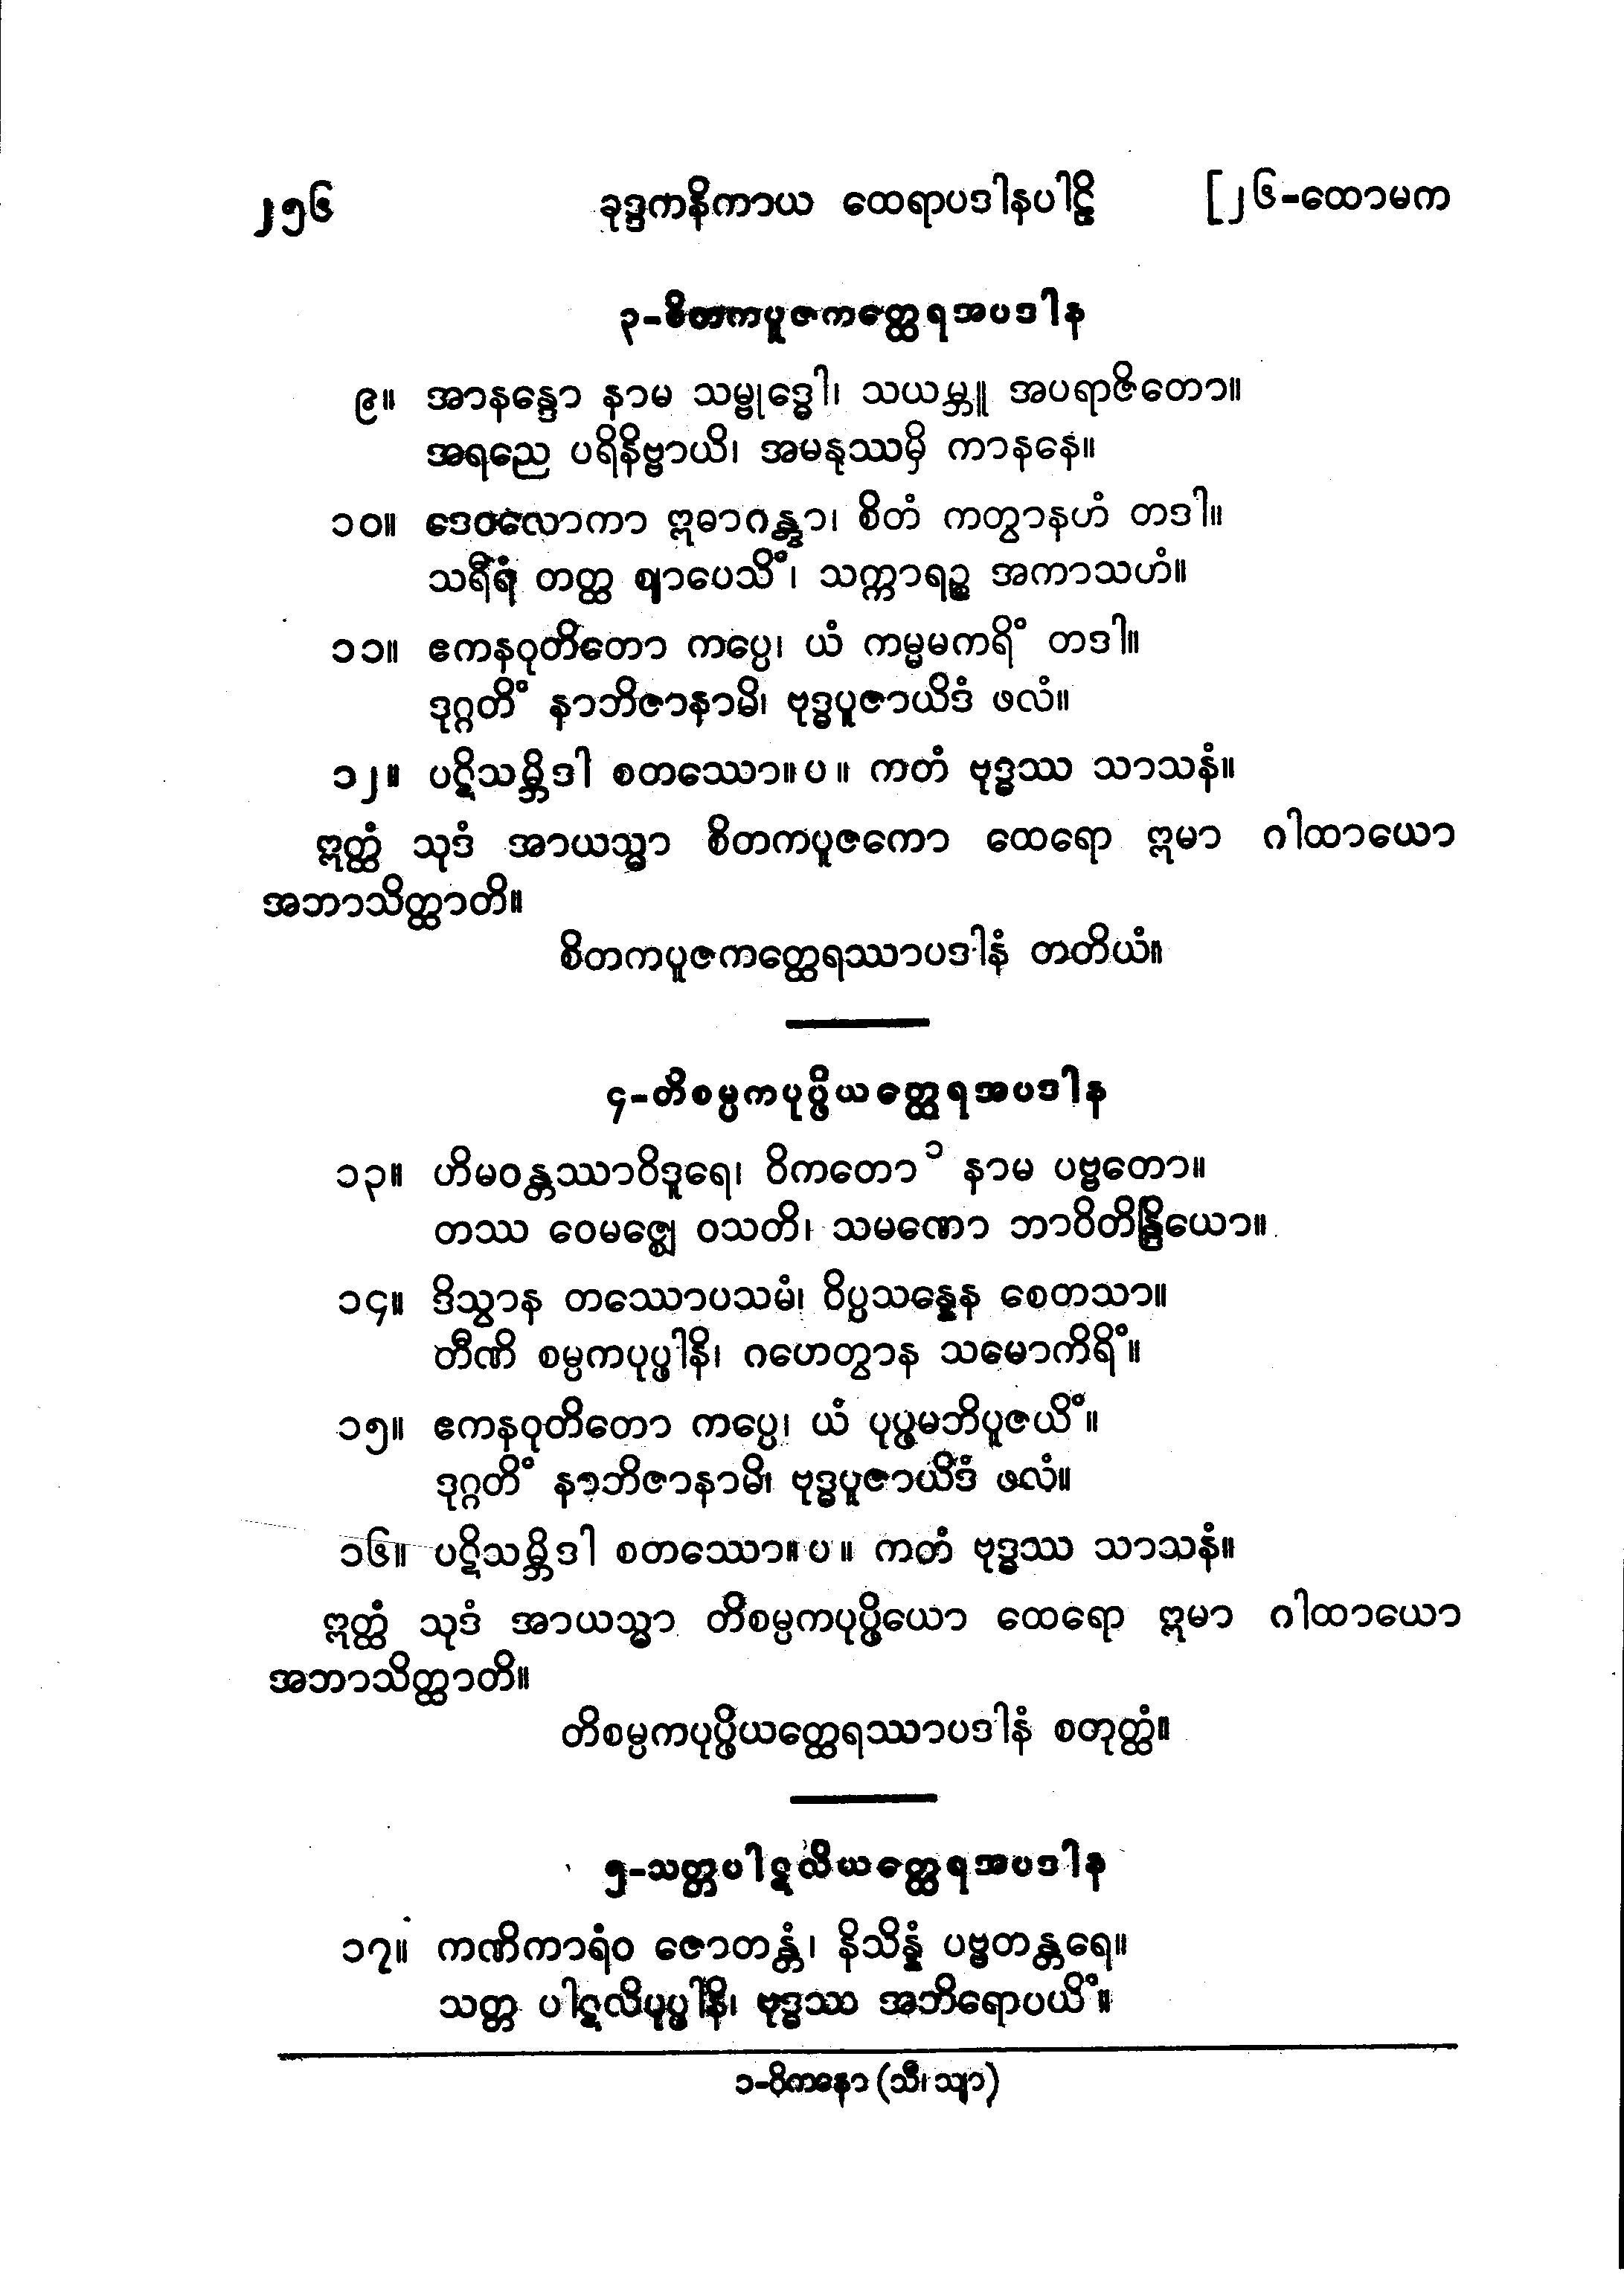 ၂၅၆ ခုဒ္ဒကနိကာယ ထေရာပဒါနပါဠိ [၂၆-ထောမက
၃-စိတကပူဇကတ္ထေရအပဒါန
၉။ အာနန္ဒော နာမ သမ္ဗုဒ္ဓေါ၊ သယမ္ဘူ အပရာဇိတော။
အရညေ ပရိနိဗ္ဗာယိ၊ အမနုဿမှိ ကာနနေ။
၁၀။ ဒေဝလောကာ ဣဓာဂန္တွာ၊ စိတံ ကတွာနဟံ တဒါ။
သရီရံ တတ္ထ ဈာပေသိံ၊ သက္ကာရဉ္စ အကာသဟံ။
၁၁။ ဧကနဝုတိတော ကပ္ပေ၊ ယံ ကမ္မမကရိံ တဒါ။
ဒုဂ္ဂတိံ နာဘိဇာနာမိ၊ ဗုဒ္ဓပူဇာယိဒံ ဖလံ။
၁၂။ ပဋိသမ္ဘိဒါ စတဿော။ပ။ ကတံ ဗုဒ္ဓဿ သာသနံ။
ဣတ္ထံ သုဒံ အာယသ္မာ စိတကပူဇကော ထေရော ဣမာ ဂါထာယော
အဘာသိတ္ထာတိ။
စိတကပူဇကတ္ထေရဿာပဒါနံ တတိယံ။
၄-တိစမ္ပကပုပ္ဖိယတ္ထေရအပဒါန
၁၃။ ဟိမဝန္တဿာဝိဒူရေ၊ ဝိကတော ၁ နာမ ပဗ္ဗတော။
တဿ ဝေမဇ္ဈေ ဝသတိ၊ သမဏော ဘာဝိတိန္ဒြိယော။
၁၄။ ဒိသွာန တဿောပသမံ၊ ဝိပ္ပသန္နေန စေတသာ။
တီဏိ စမ္ပကပုပ္ဖါနိ၊ ဂဟေတွာန သမောကိရိံ။
၁၅။ ဧကနဝုတိတော ကပ္ပေ၊ ယံ ပုပ္ဖမဘိပူဇယိံ။
ဒုဂ္ဂတိံ နာဘိဇာနာမိ၊ ဗုဒ္ဓပူဇာယိဒံ ဖလံ။
၁၆။ ပဋိသမ္ဘိဒါ စတဿော။ပ။ ကတံ ဗုဒ္ဓဿ သာသနံ။
ဣတ္ထံ သုဒံ အာယသ္မာ တိစမ္ပကပုပ္ဖိယော ထေရော ဣမာ ဂါထာယော
အဘာသိတ္ထာတိ။
တိစမ္ပကပုပ္ဖိယတ္ထေရဿာပဒါနံ စတုတ္ထံ။
၅-သတ္တပါဋလိယတ္ထေရအပဒါန
၁၇။ ကဏိကာရံဝ ဇောတန္တံ၊ နိသိန္နံ ပဗ္ဗတန္တရေ။
သတ္တ ပါဋလိပုပ္ဖါနိ၊ ဗုဒ္ဓဿ အဘိရောပယိံ။
၁-ဝိကနော (သီ၊ သျာ)